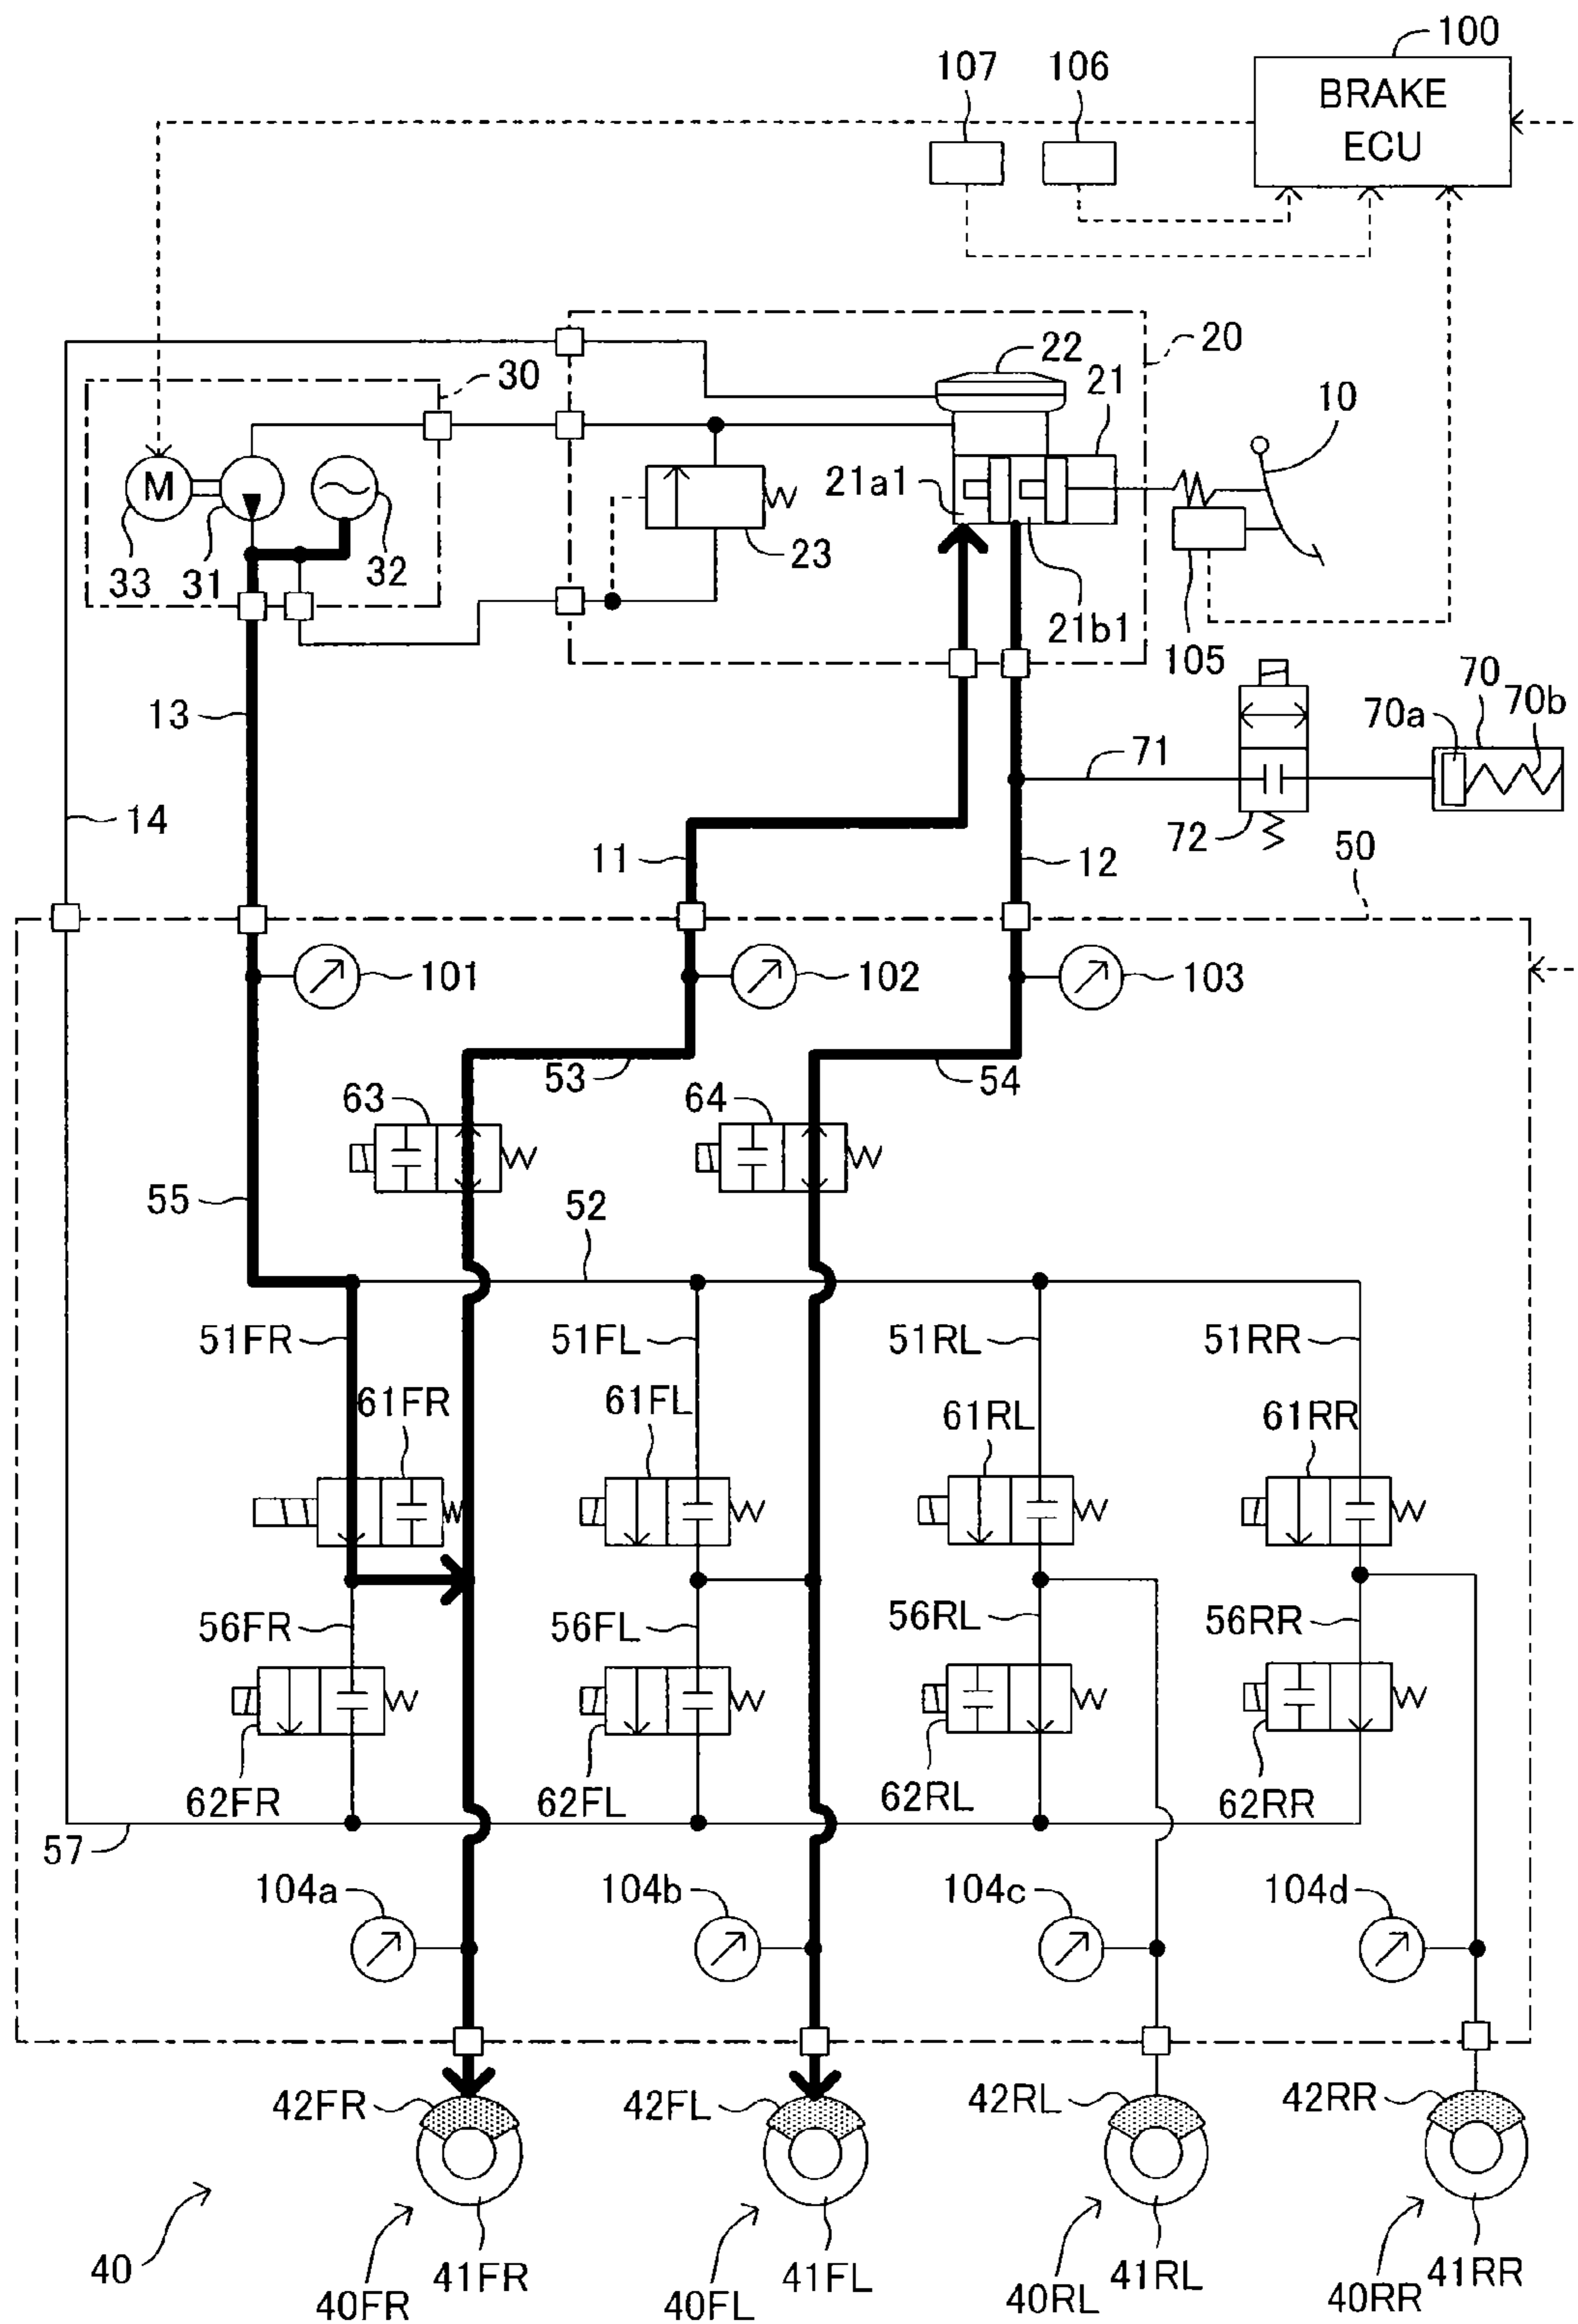 100
107 106
BRAKE
ECU
20
22
30
21
10
21a1
M
33 31 32
23
21b1
105
70
70b
70a
13
71
14
72
11
12
50
101
102
103
53
54
63
64
55
52
51FR
51FL
51RL
51RR
61FR
61FL
61RL
61RR
56FR
56FL
56RL
56RR
62FR
62FL
62RL
62RR
57
104a
104b
104c
104d
42FR
42FL
42RL
42RR
40
41FR
41FL
41RL
41RR
40FR
40FL
40RL
40RR